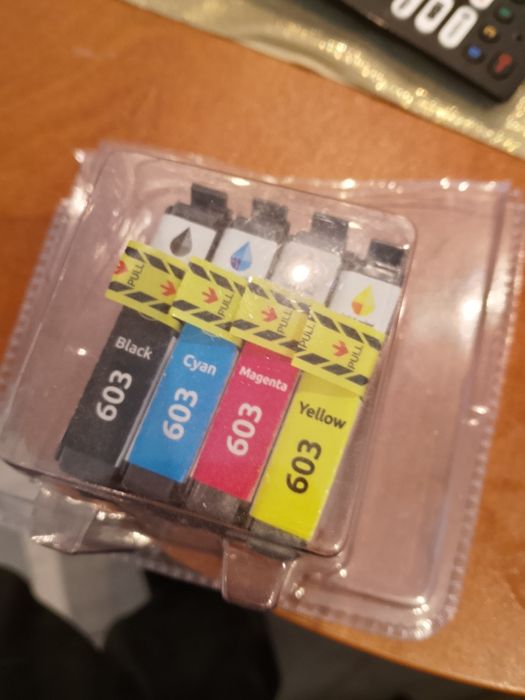 PULL
PULL
PULL
PULL
Black
603
Cyan
603
Magenta
603
Yellow
603